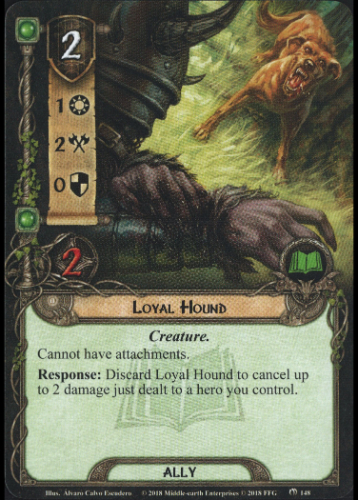 2
1
2
0
2
Loyal Hound
Creature.
Cannot have attachments.
Response: Discard Loyal Hound to cancel up
to 2 damage just dealt to a hero you control.
Illus. Álvaro Calvo Escudero ©2018 Middle-earth Enterprises ©2018 FFG 148
ALLY